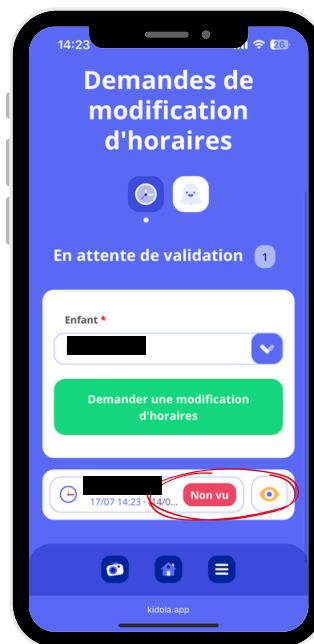 14:23
26
Demandes de
modification
d'horaires
En attente de validation 1
Enfant *
Demander une modification
d'horaires
17/07 14:23 · (14/0...
Non vu
kidola.app